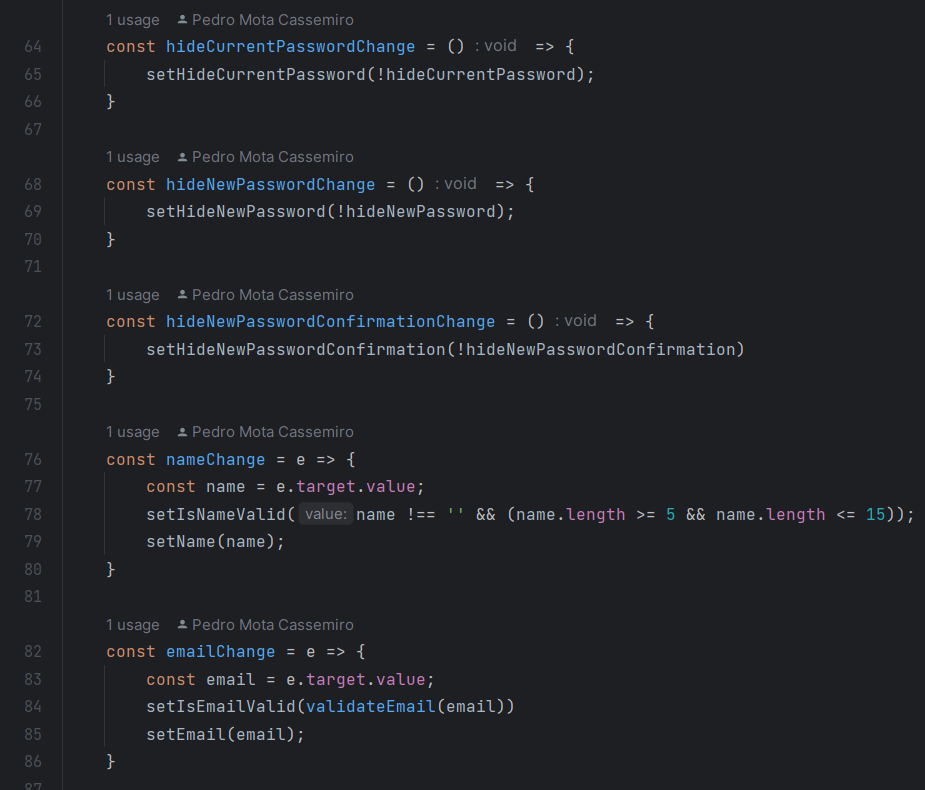 1 usage Pedro Mota Cassemiro
64 const hideCurrentPasswordChange = () : void => {
65 setHideCurrentPassword(!hideCurrentPassword);
66 }
67
1 usage Pedro Mota Cassemiro
68 const hideNewPasswordChange = () : void => {
69 setHideNewPassword(!hideNewPassword);
70 }
71
1 usage Pedro Mota Cassemiro
72 const hideNewPasswordConfirmationChange = () : void => {
73 setHideNewPasswordConfirmation(!hideNewPasswordConfirmation)
74 }
75
1 usage Pedro Mota Cassemiro
76 const nameChange = e => {
77 const name = e.target.value;
78 setIsNameValid( value: name !== '' && (name.length >= 5 && name.length <= 15));
79 setName(name);
80 }
81
1 usage Pedro Mota Cassemiro
82 const emailChange = e => {
83 const email = e.target.value;
84 setIsEmailValid(validateEmail(email))
85 setEmail(email);
86 }
87